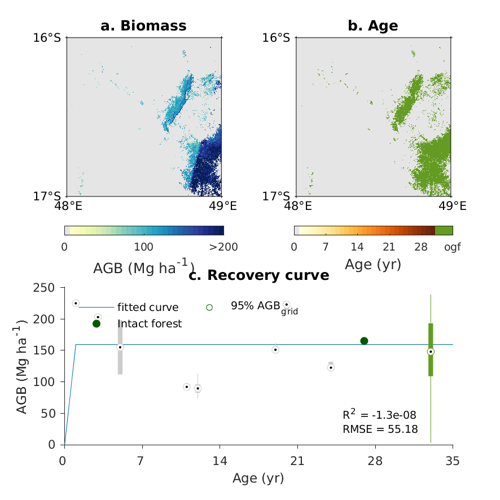 a. Biomass
b. Age
16°S
17°S
48°E
49°E
16°S
17°S
48°E
49°E
0
100
>200
AGB (Mg ha⁻¹)
0
7
14
21
28
ogf
Age (yr)
c. Recovery curve
250
200
150
100
50
0
AGB (Mg ha⁻¹)
fitted curve
95% AGB grid
Intact forest
R² = -1.3e-08
RMSE = 55.18
0
7
14
21
28
35
Age (yr)